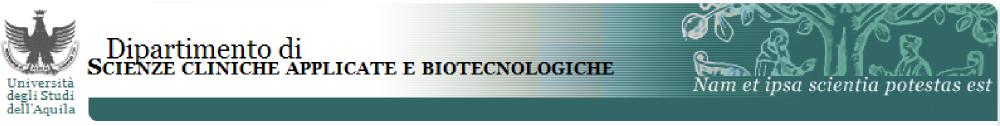 Dipartimento di
SCIENZE CLINICHE APPLICATE E BIOTECNOLOGICHE
Università
degli Studi
dell'Aquila
Nam et ipsa scientia potestas est